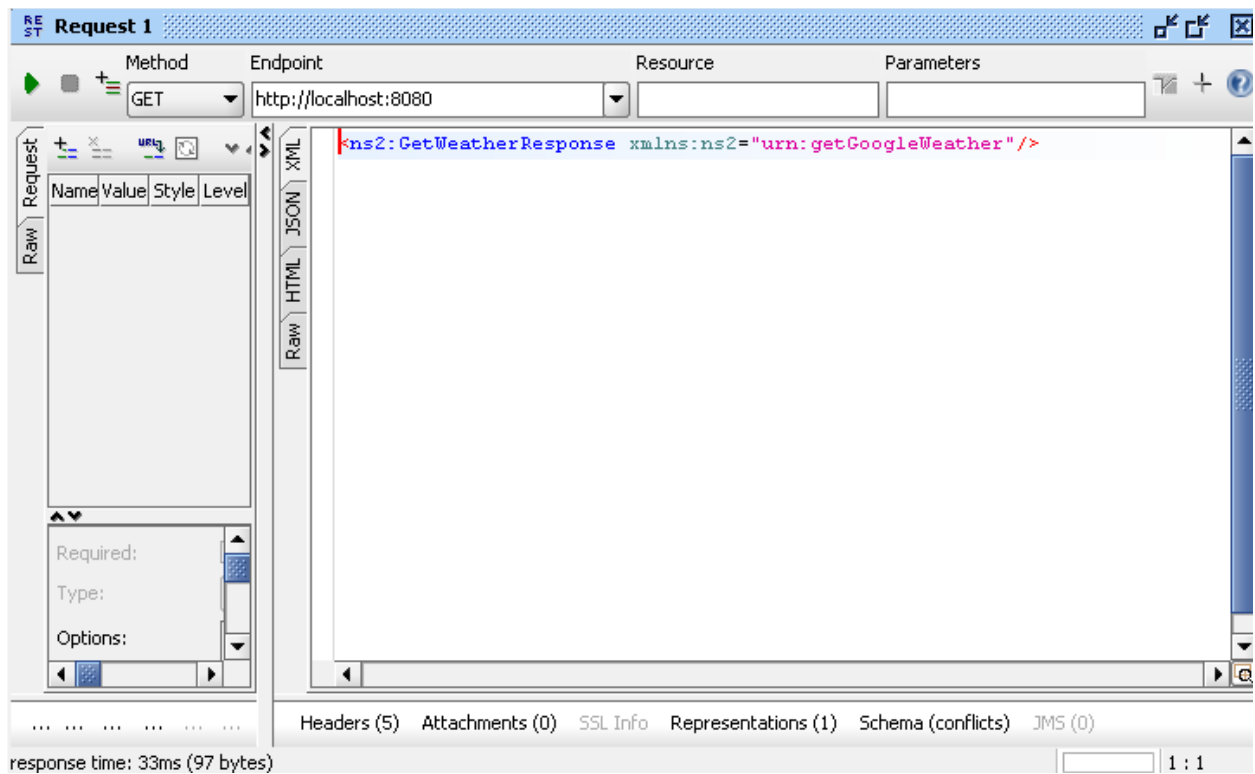 RE ST Request 1
Method Endpoint Resource Parameters
GET http://localhost:8080
Request
Raw
Name Value Style Level
XML
JSON
HTML
Raw
<ns2:GetWeatherResponse xmlns:ns2="urn:getGoogleWeather"/>
Required:
Type:
Options:
... ... ... ... ... ...
Headers (5) Attachments (0) SSL Info Representations (1) Schema (conflicts) JMS (0)
response time: 33ms (97 bytes)
1 : 1